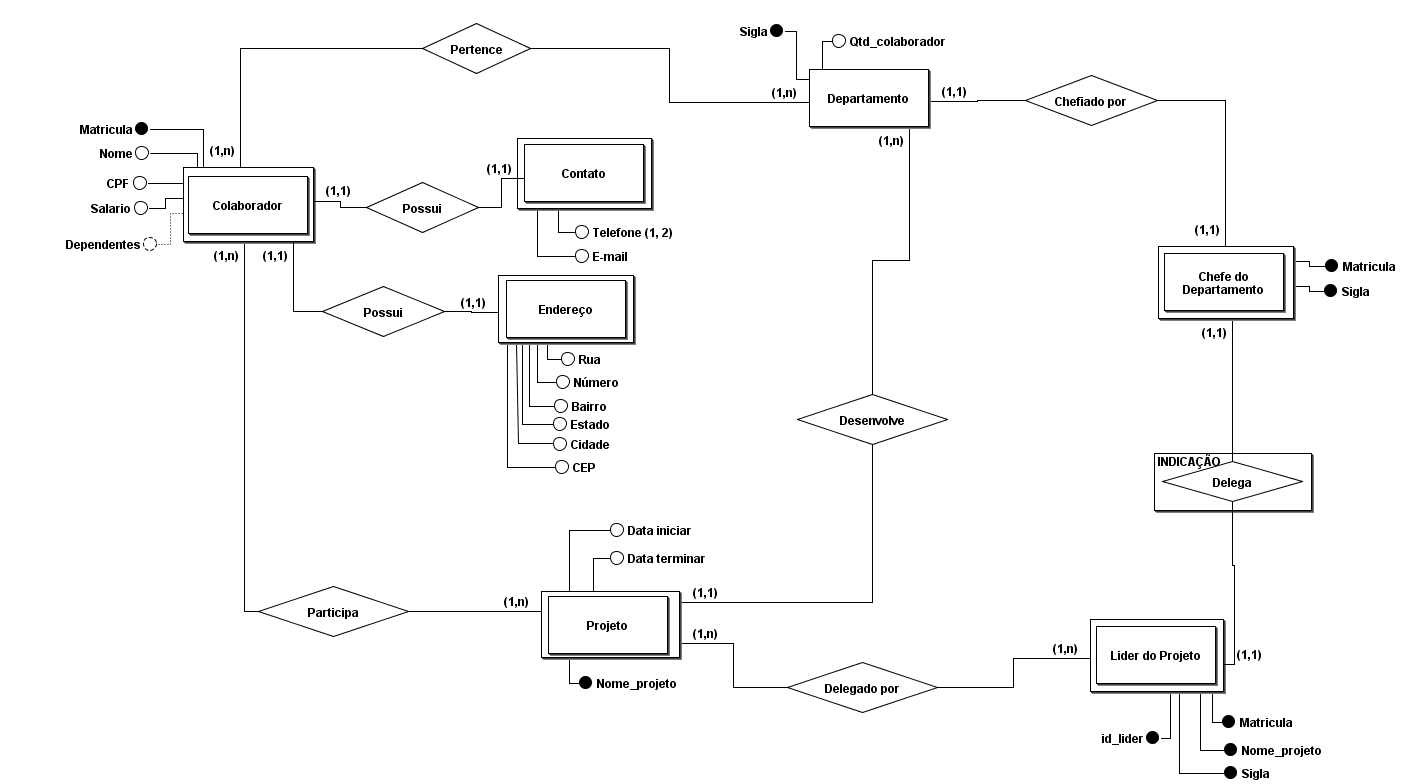 Sigla
Qtd_colaborador
Pertence
(1,n)
Departamento
(1,1)
Chefiado por
Matricula
Nome
(1,n)
(1,n)
CPF
Salario
Dependentes
Colaborador
(1,1)
Possui
(1,1)
Contato
Telefone (1, 2)
E-mail
(1,n)
(1,1)
Possui
(1,1)
Endereço
Rua
Número
Bairro
Estado
Cidade
CEP
(1,1)
Chefe do
Departamento
Matricula
Sigla
(1,1)
Desenvolve
INDICAÇÃO
Delega
Data iniciar
Data terminar
Participa
(1,n)
Projeto
(1,1)
(1,n)
Nome_projeto
Delegado por
(1,n)
Lider do Projeto
(1,1)
id_lider
Matricula
Nome_projeto
Sigla